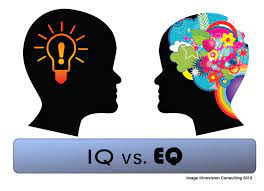 IQ vs. EQ
Image Innovation Consulting 2012